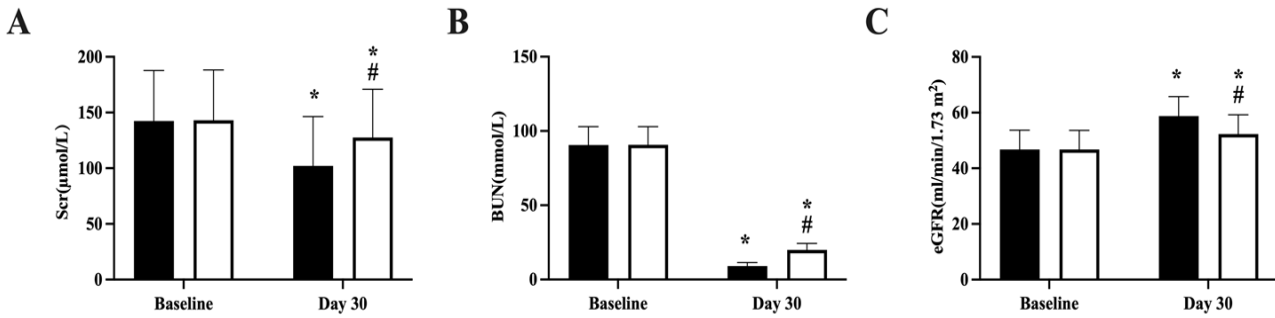 A
Scr(μmol/L)
200
150
100
50
0
*
*
#
Baseline
Day 30
B
BUN(mmol/L)
150
100
50
0
*
*
#
Baseline
Day 30
C
eGFR(ml/min/1.73 m²)
80
60
40
20
0
*
*
#
Baseline
Day 30